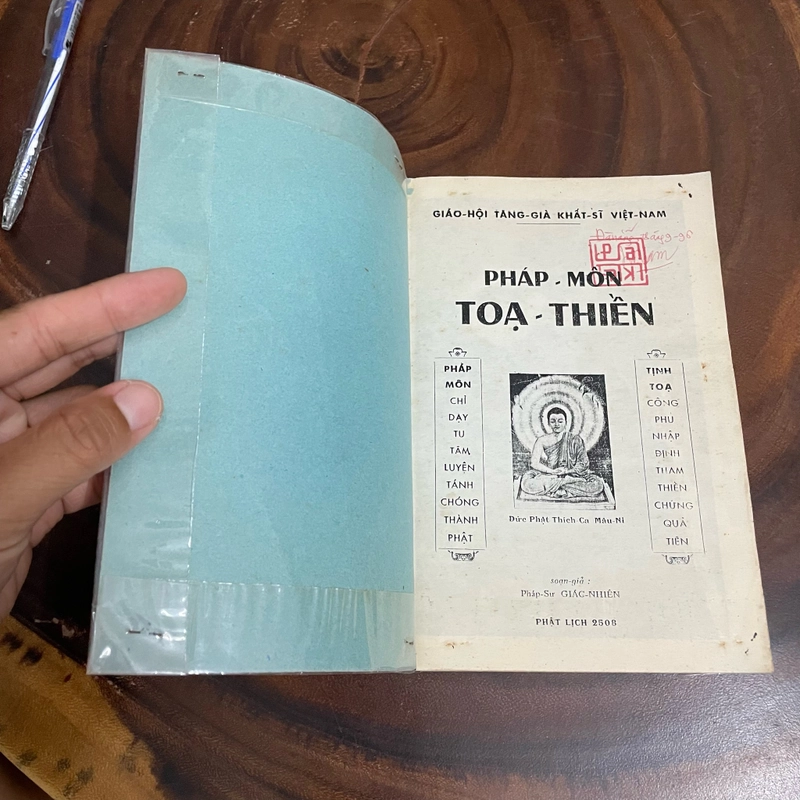 GIÁO-HỘI TĂNG-GIÀ KHẤT-SĨ VIỆT-NAM
PHÁP - MÔN
TOẠ - THIỀN
PHÁP
MÔN
CHỈ
DẠY
TU
TÂM
LUYỆN
TÁNH
CHÓNG
THÀNH
PHẬT
TỊNH
TOẠ
CÔNG
PHU
NHẬP
ĐỊNH
THAM
THIỀN
CHỨNG
QUẢ
TIÊN
Đức Phật Thích-Ca Mâu-Ni
soạn-giả :
Pháp-Sư GIÁC-NHIÊN
PHẬT LỊCH 2508